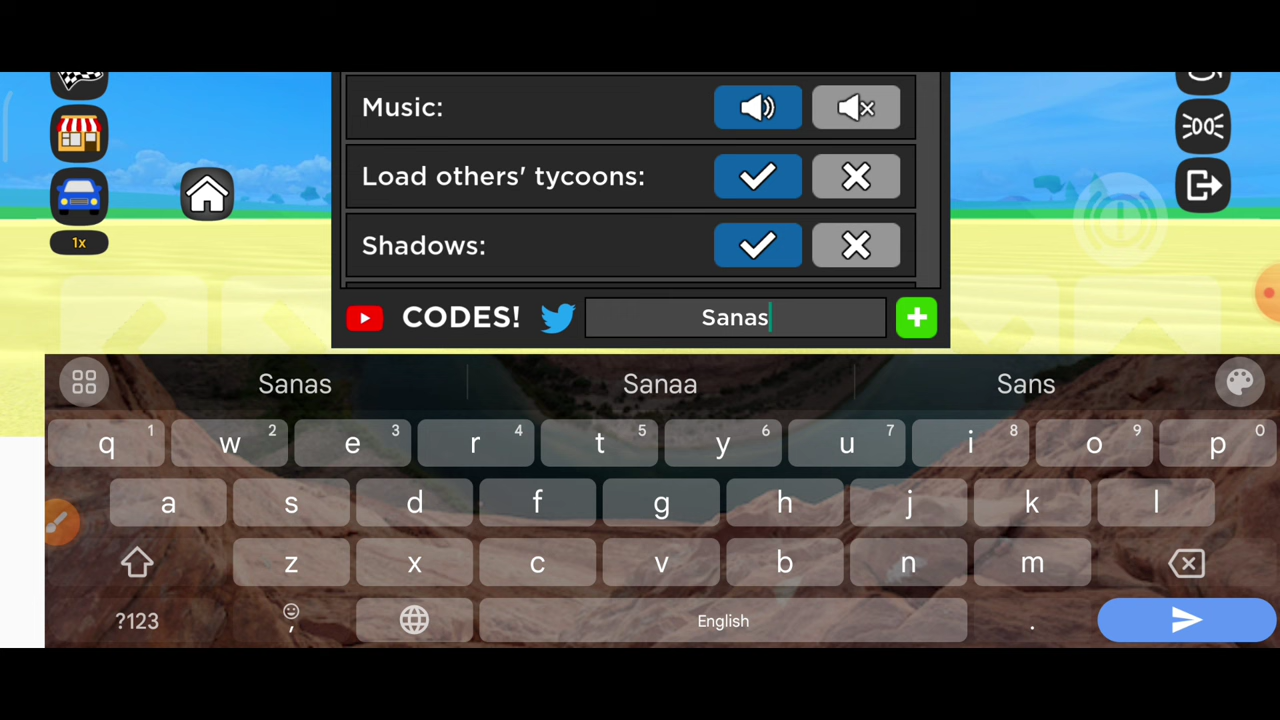 Music:
Load others' tycoons:
Shadows:
1x
CODES!
Sanas
Sanas Sanaa Sans
q 1 w 2 e 3 r 4 t 5 y 6 u 7 i 8 o 9 p 0
a s d f g h j k l
z x c v b n m
?123 , English .